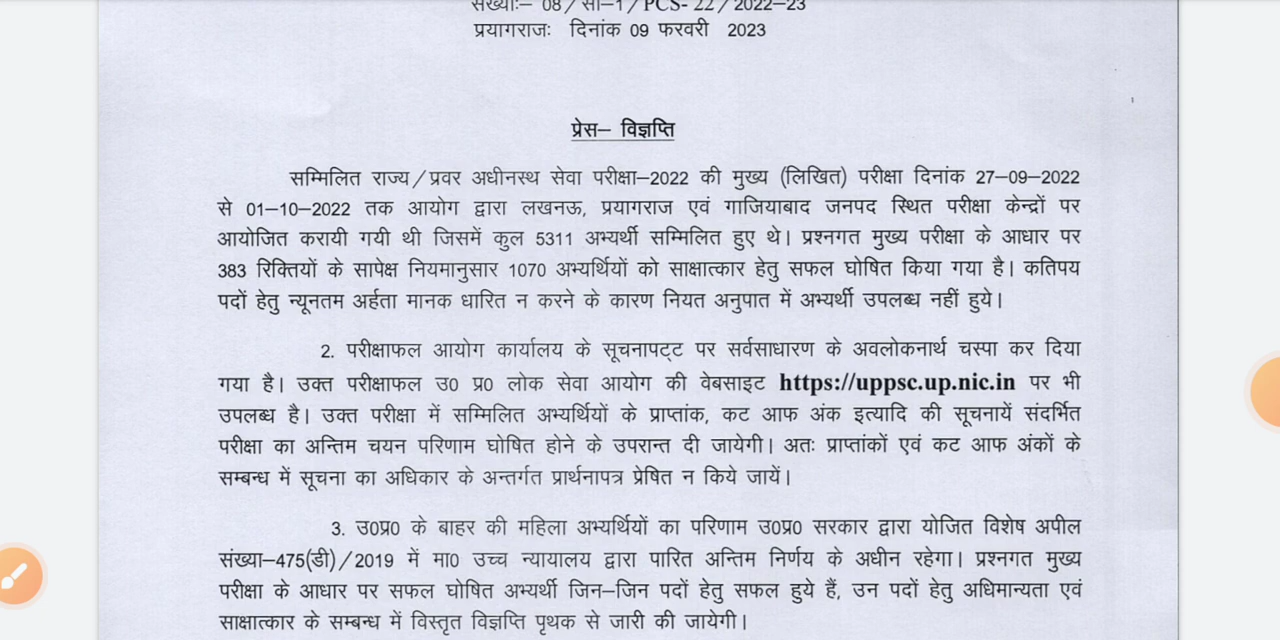 संख्याः– 08/सी–1/PCS- 22/2022–23
प्रयागराजः दिनांक 09 फरवरी 2023
प्रेस– विज्ञप्ति
सम्मिलित राज्य/प्रवर अधीनस्थ सेवा परीक्षा–2022 की मुख्य (लिखित) परीक्षा दिनांक 27–09–2022
से 01–10–2022 तक आयोग द्वारा लखनऊ, प्रयागराज एवं गाजियाबाद जनपद स्थित परीक्षा केन्द्रों पर
आयोजित करायी गयी थी जिसमें कुल 5311 अभ्यर्थी सम्मिलित हुए थे। प्रश्नगत मुख्य परीक्षा के आधार पर
383 रिक्तियों के सापेक्ष नियमानुसार 1070 अभ्यर्थियों को साक्षात्कार हेतु सफल घोषित किया गया है। कतिपय
पदों हेतु न्यूनतम अर्हता मानक धारित न करने के कारण नियत अनुपात में अभ्यर्थी उपलब्ध नहीं हुये।
2. परीक्षाफल आयोग कार्यालय के सूचनापट्ट पर सर्वसाधारण के अवलोकनार्थ चस्पा कर दिया
गया है। उक्त परीक्षाफल उ0 प्र0 लोक सेवा आयोग की वेबसाइट https://uppsc.up.nic.in पर भी
उपलब्ध है। उक्त परीक्षा में सम्मिलित अभ्यर्थियों के प्राप्तांक, कट आफ अंक इत्यादि की सूचनायें संदर्भित
परीक्षा का अन्तिम चयन परिणाम घोषित होने के उपरान्त दी जायेगी। अतः प्राप्तांकों एवं कट आफ अंकों के
सम्बन्ध में सूचना का अधिकार के अन्तर्गत प्रार्थनापत्र प्रेषित न किये जायें।
3. उ0प्र0 के बाहर की महिला अभ्यर्थियों का परिणाम उ0प्र0 सरकार द्वारा योजित विशेष अपील
संख्या–475(डी)/2019 में मा0 उच्च न्यायालय द्वारा पारित अन्तिम निर्णय के अधीन रहेगा। प्रश्नगत मुख्य
परीक्षा के आधार पर सफल घोषित अभ्यर्थी जिन–जिन पदों हेतु सफल हुये हैं, उन पदों हेतु अधिमान्यता एवं
साक्षात्कार के सम्बन्ध में विस्तृत विज्ञप्ति पृथक से जारी की जायेगी।